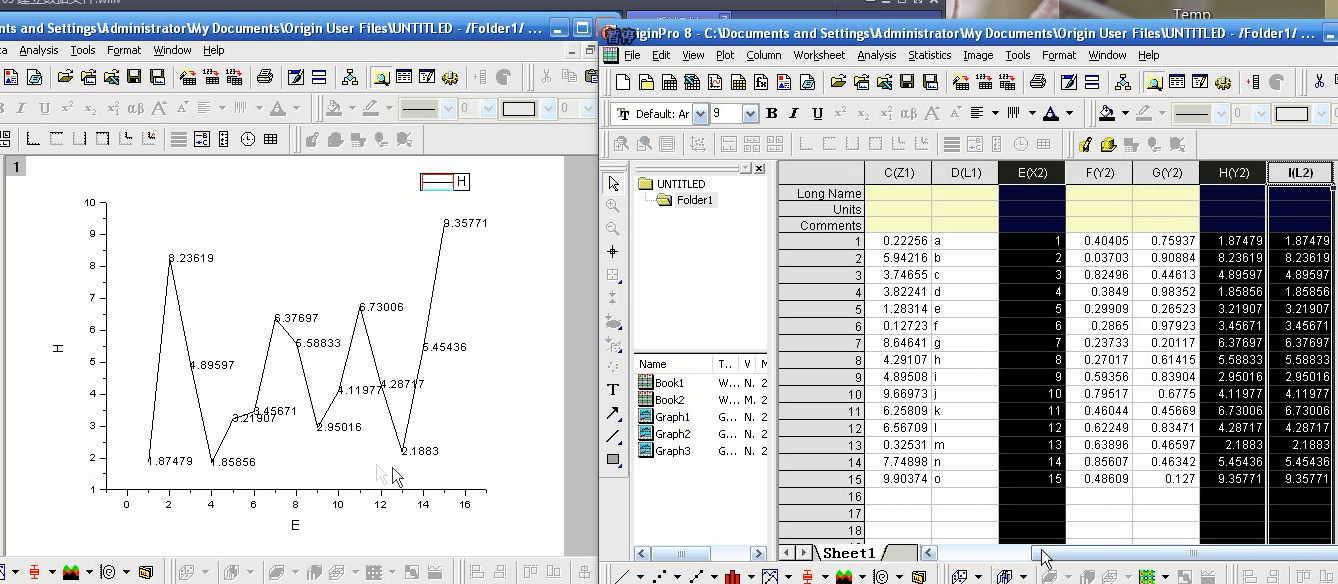 Temp
nts and Settings\Administrator\My Documents\Origin User Files\UNTITLED - /Folder1/ ...
Analysis Tools Format Window Help
1
H
10
9
8
7
6
5
4
3
2
1
H
0 2 4 6 8 10 12 14 16
E
1.87479
8.23619
4.89597
1.85856
3.21907
3.45671
6.37697
5.58833
2.95016
4.11977
6.73006
4.28717
2.1883
5.45436
9.35771
暂停
iginPro 8 - C:\Documents and Settings\Administrator\My Documents\Origin User Files\UNTITLED - /Folder1/ ...
File Edit View Plot Column Worksheet Analysis Statistics Image Tools Format Window Help
Default: Ar 9 B I U
UNTITLED
Folder1
Name T.. V M
Book1 W... N. 2
Book2 W... M. 2
Graph1 G... N. 2
Graph2 G... N. 2
Graph3 G... N. 2
C(Z1) D(L1) E(X2) F(Y2) G(Y2) H(Y2) I(L2)
Long Name
Units
Comments
1 0.22256 a 1 0.40405 0.75937 1.87479 1.87479
2 5.94216 b 2 0.03703 0.90884 8.23619 8.23619
3 3.74655 c 3 0.82496 0.44613 4.89597 4.89597
4 3.82241 d 4 0.3849 0.98352 1.85856 1.85856
5 1.28314 e 5 0.29909 0.26523 3.21907 3.21907
6 0.12723 f 6 0.2865 0.97923 3.45671 3.45671
7 8.64641 g 7 0.23733 0.20117 6.37697 6.37697
8 4.29107 h 8 0.27017 0.61415 5.58833 5.58833
9 4.89508 i 9 0.59356 0.83904 2.95016 2.95016
10 9.66973 j 10 0.79517 0.6775 4.11977 4.11977
11 6.25809 k 11 0.46044 0.45669 6.73006 6.73006
12 6.56709 l 12 0.62249 0.83471 4.28717 4.28717
13 0.32531 m 13 0.63896 0.46597 2.1883 2.1883
14 7.74898 n 14 0.85607 0.46342 5.45436 5.45436
15 9.90374 o 15 0.48609 0.127 9.35771 9.35771
16
17
18
Sheet1